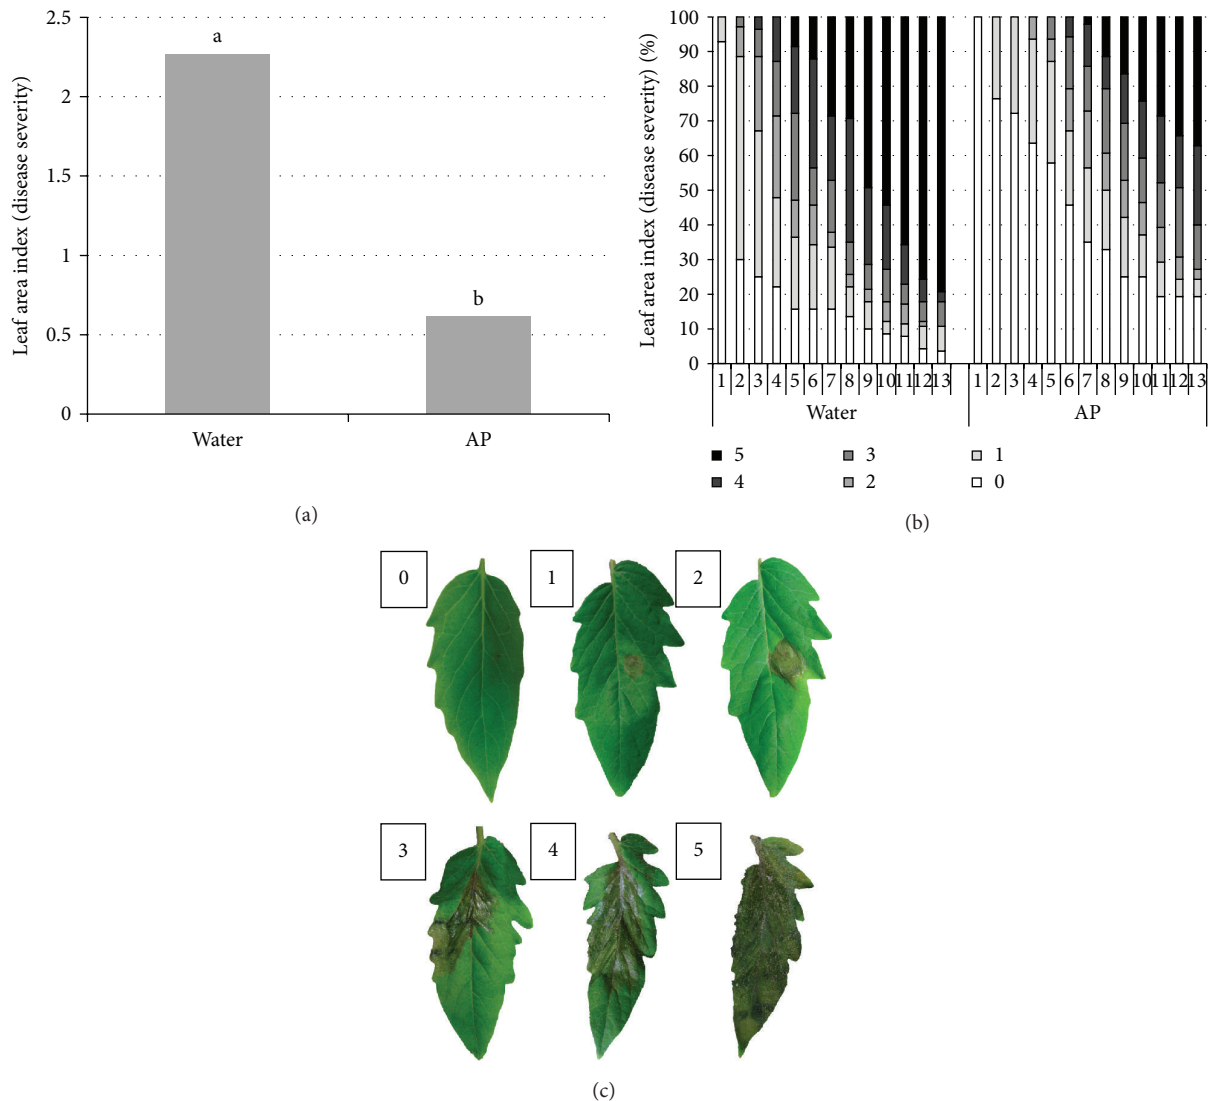 Leaf area index (disease severity)
2.5
2
1.5
1
0.5
0
a
b
Water AP
(a)
Leaf area index (disease severity) (%)
100
90
80
70
60
50
40
30
20
10
0
1 2 3 4 5 6 7 8 9 10 11 12 13 1 2 3 4 5 6 7 8 9 10 11 12 13
Water AP
5 3 1
4 2 0
(b)
0 1 2
3 4 5
(c)